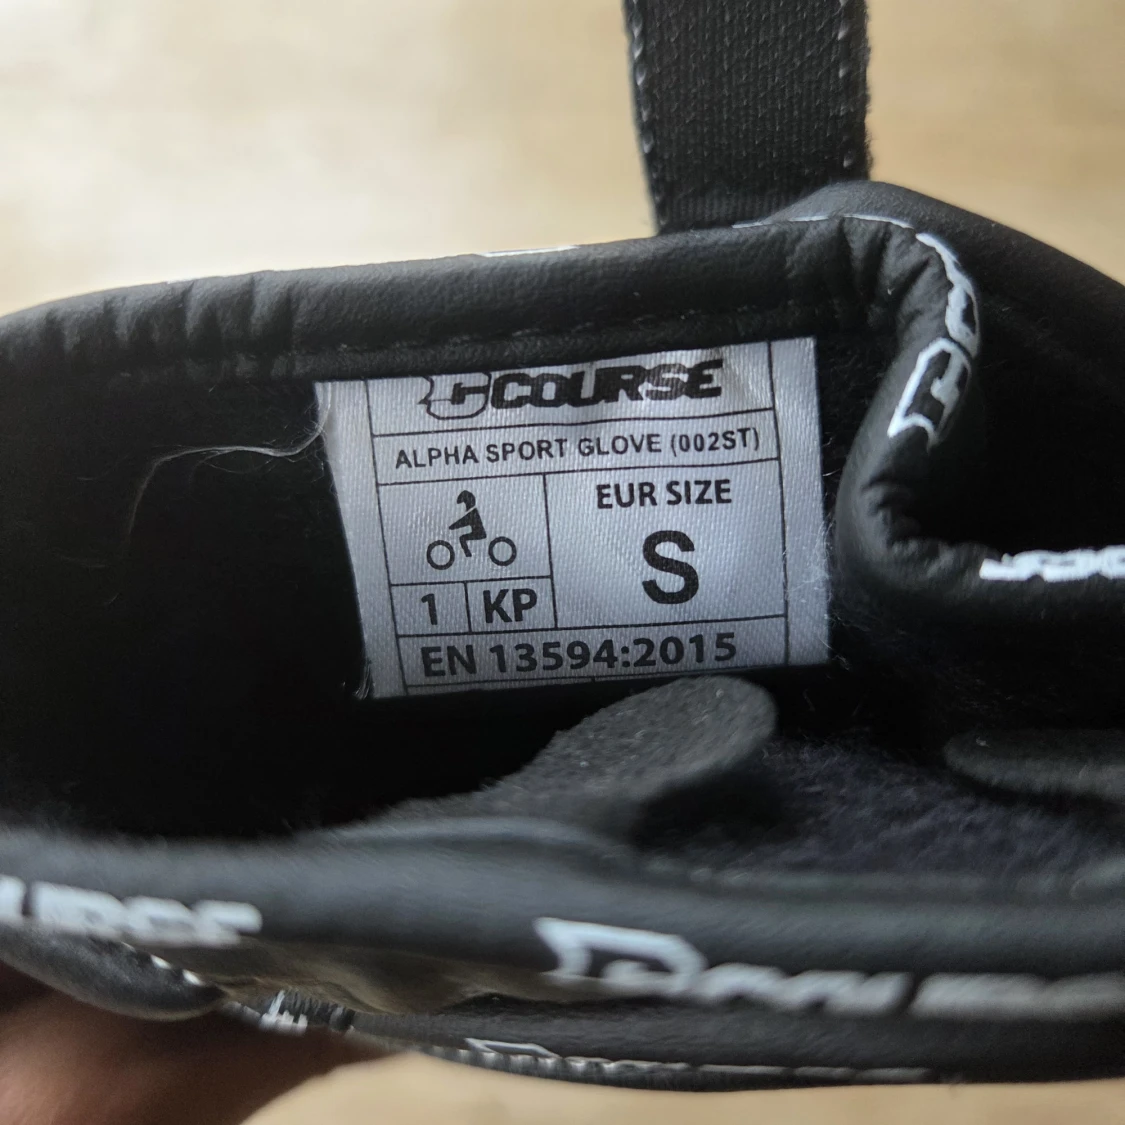 COURSE
ALPHA SPORT GLOVE (002ST)
EUR SIZE
S
1 KP
EN 13594:2015